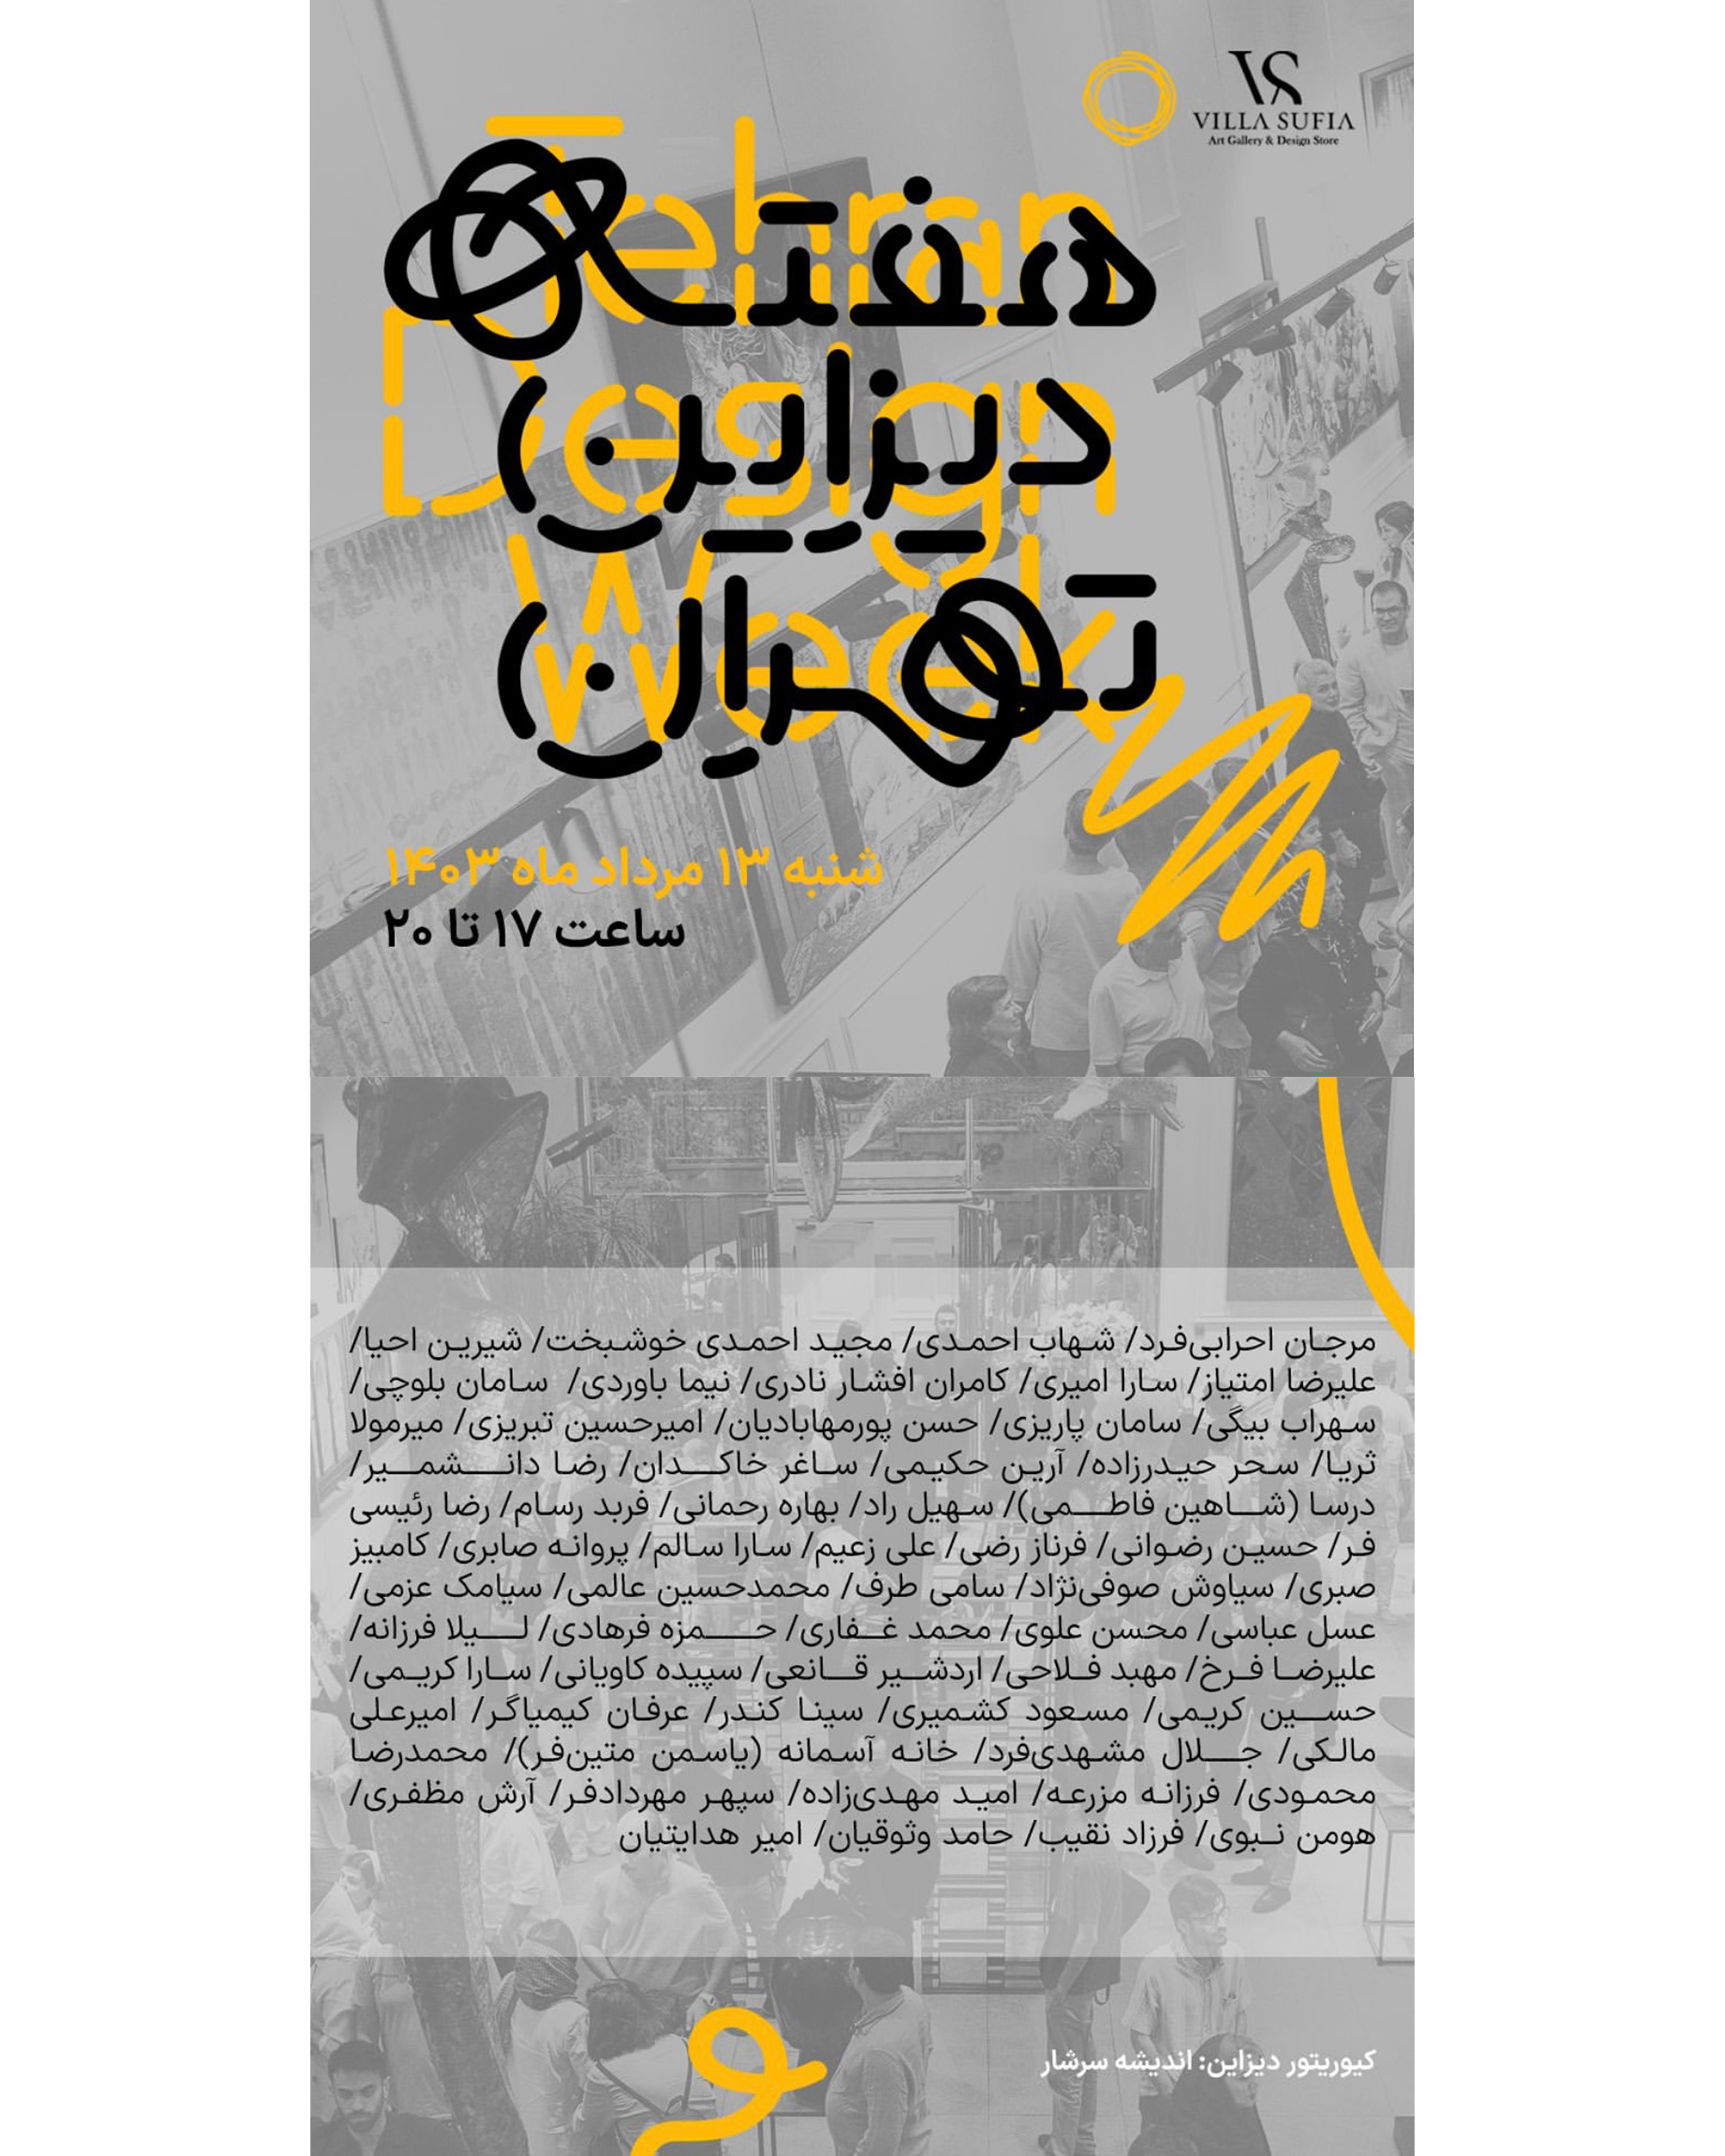 VS
VILLA SUFIA
Art Gallery & Design Store
Tehran
Design
Week
هفته
دیزاین
تهران
شنبه ۱۳ مرداد ماه ۱۴۰۳
ساعت ۱۷ تا ۲۰
مرجان احرابی‌فرد/ شهاب احمدی/ مجید احمدی خوشبخت/ شیرین احیا/
علیرضا امتیاز/ سارا امیری/ کامران افشار نادری/ نیما باوردی/ سامان بلوچی/
سهراب بیگی/ سامان پاریزی/ حسن پورمهابادیان/ امیرحسین تبریزی/ میرمولا
ثریا/ سحر حیدرزاده/ آرین حکیمی/ ساغر خاکدان/ رضا دانشمیر/
درسا (شاهین فاطمی)/ سهیل راد/ بهاره رحمانی/ فربد رسام/ رضا رئیسی
فر/ حسین رضوانی/ فرناز رضی/ علی زعیم/ سارا سالم/ پروانه صابری/ کامبیز
صبری/ سیاوش صوفی‌نژاد/ سامی طرف/ محمدحسین عالمی/ سیامک عزمی/
عسل عباسی/ محسن علوی/ محمد غفاری/ حمزه فرهادی/ لیلا فرزانه/
علیرضا فرخ/ مهبد فلاحی/ اردشیر قانعی/ سپیده کاویانی/ سارا کریمی/
حسین کریمی/ مسعود کشمیری/ سینا کندر/ عرفان کیمیاگر/ امیرعلی
مالکی/ جلال مشهدی‌فرد/ خانه آسمانه (یاسمن متین‌فر)/ محمدرضا
محمودی/ فرزانه مزرعه/ امید مهدی‌زاده/ سپهر مهردادفر/ آرش مظفری/
هومن نبوی/ فرزاد نقیب/ حامد وثوقیان/ امیر هدایتیان
کیوریتور دیزاین: اندیشه سرشار